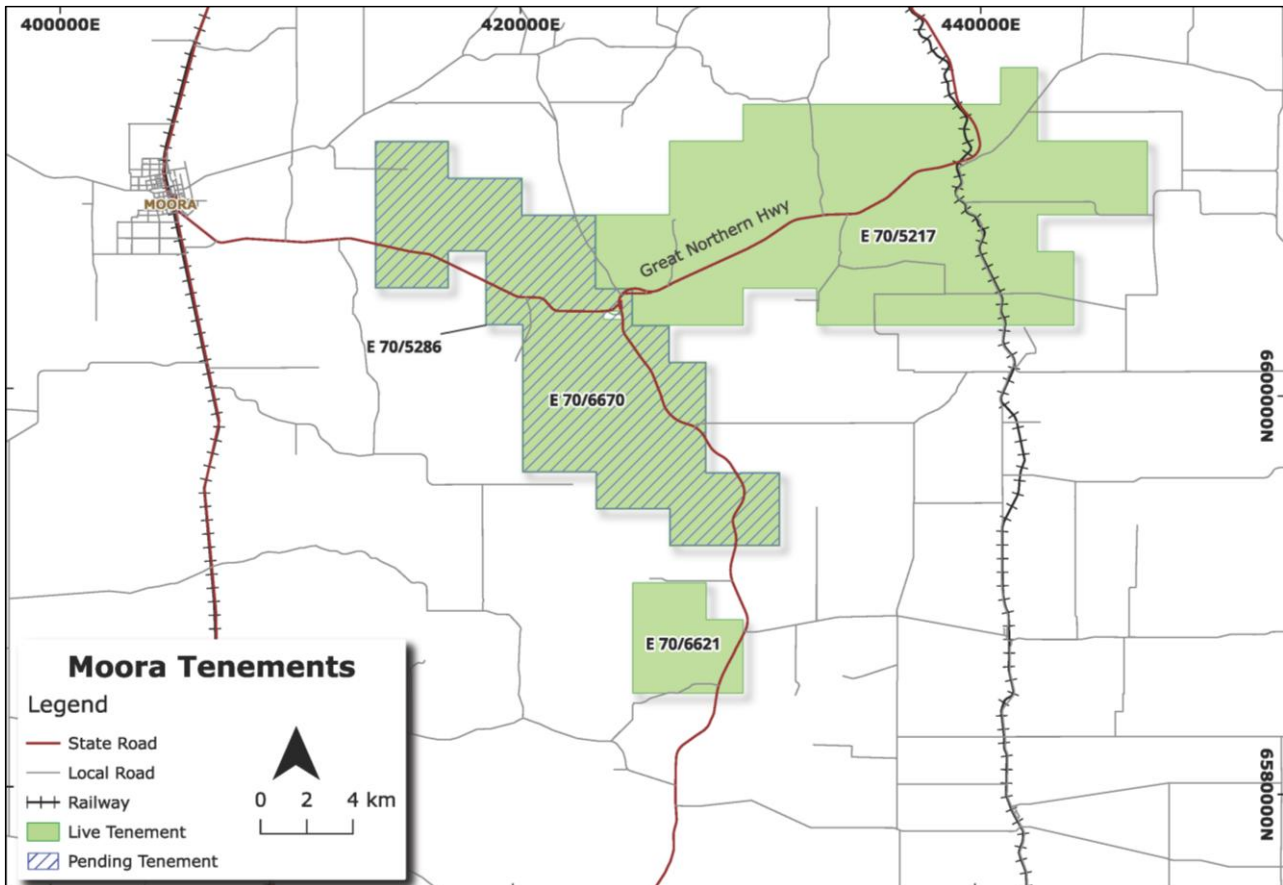 400000E
420000E
440000E
MOORA
Great Northern Hwy
E 70/5217
E 70/5286
E 70/6670
6600000N
E 70/6621
6580000N
Moora Tenements
Legend
State Road
Local Road
Railway
Live Tenement
Pending Tenement
0 2 4 km